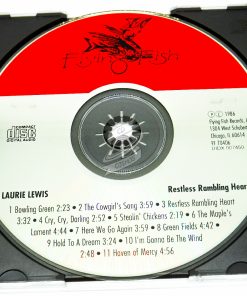 Flying Fish
COMPACT
disc
DIGITAL AUDIO
℗ © 1986
Flying Fish Records, Inc.
1304 West Schubert
Chicago, IL 60614
FF 70406
LAURIE LEWIS
Restless Rambling Heart
1 Bowling Green 2:23 • 2 The Cowgirl's Song 3:59 • 3 Restless Rambling Heart
3:32 • 4 Cry, Cry, Darling 2:52 • 5 Stealin' Chickens 2:19 • 6 The Maple's
Lament 4:44 • 7 Here We Go Again 3:59 • 8 Green Fields 4:42 •
9 Hold To A Dream 3:24 • 10 I'm Gonna Be The Wind
2:48 • 11 Haven of Mercy 4:56